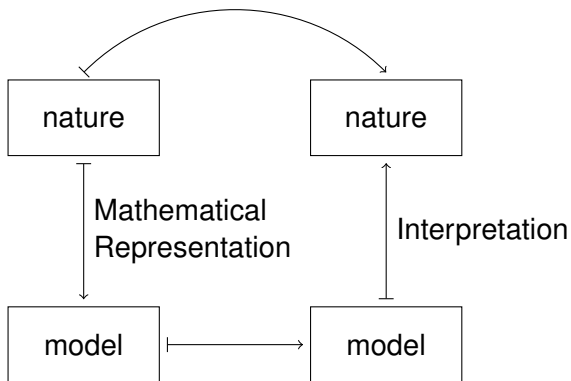 nature
nature
Mathematical
Representation
Interpretation
model
model